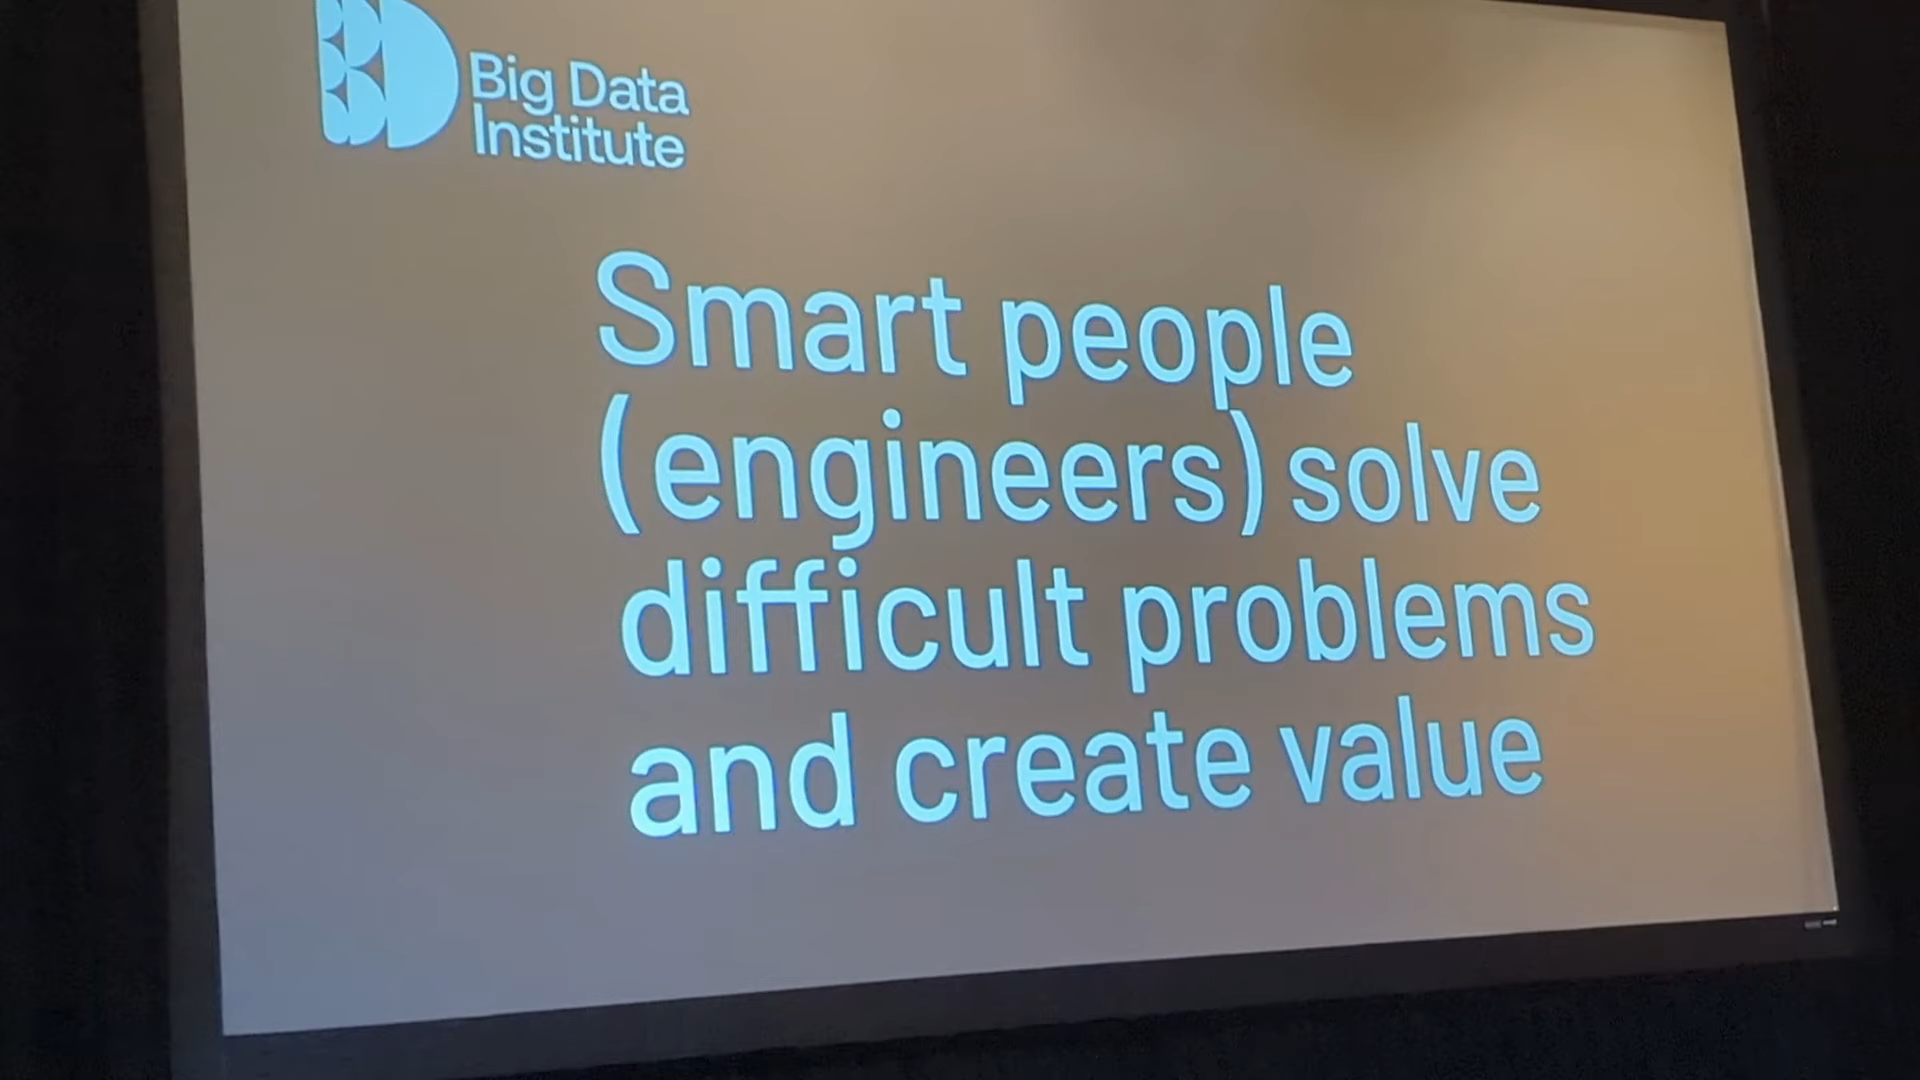 Big Data
Institute
Smart people
(engineers) solve
difficult problems
and create value